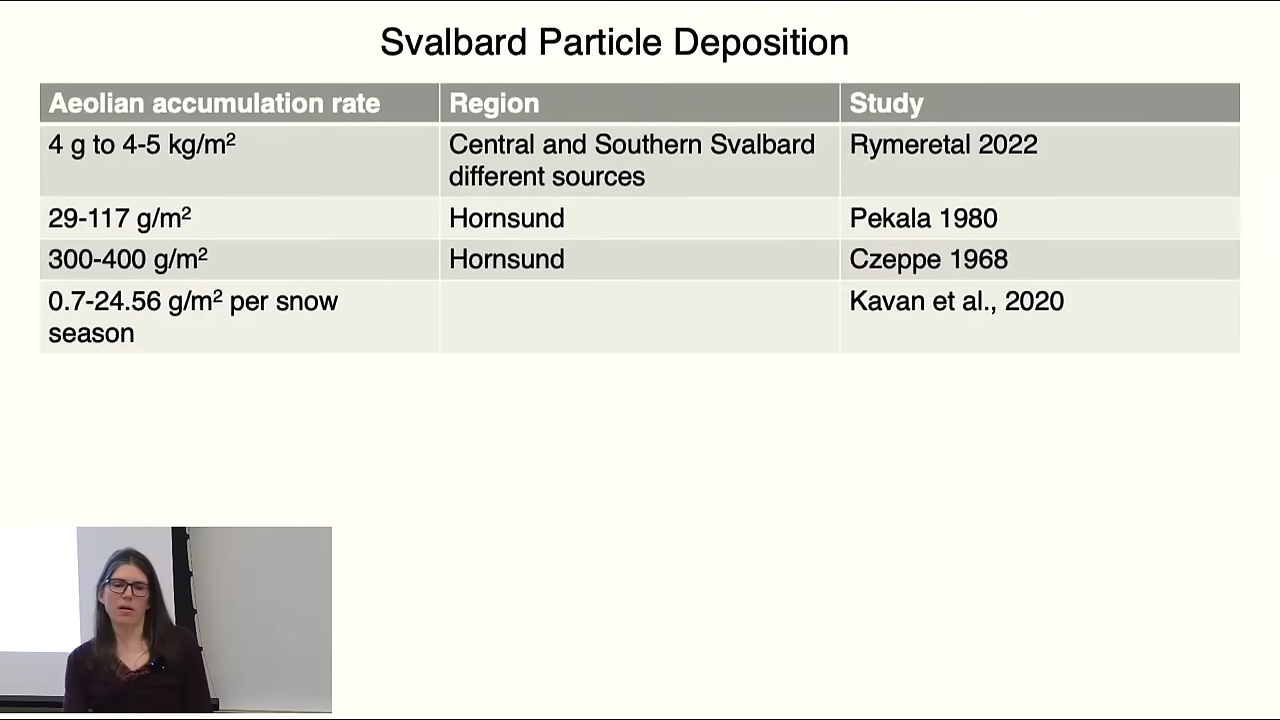 Svalbard Particle Deposition
Aeolian accumulation rate Region Study
4 g to 4-5 kg/m² Central and Southern Svalbard Rymeretal 2022
different sources
29-117 g/m² Hornsund Pekala 1980
300-400 g/m² Hornsund Czeppe 1968
0.7-24.56 g/m² per snow Kavan et al., 2020
season